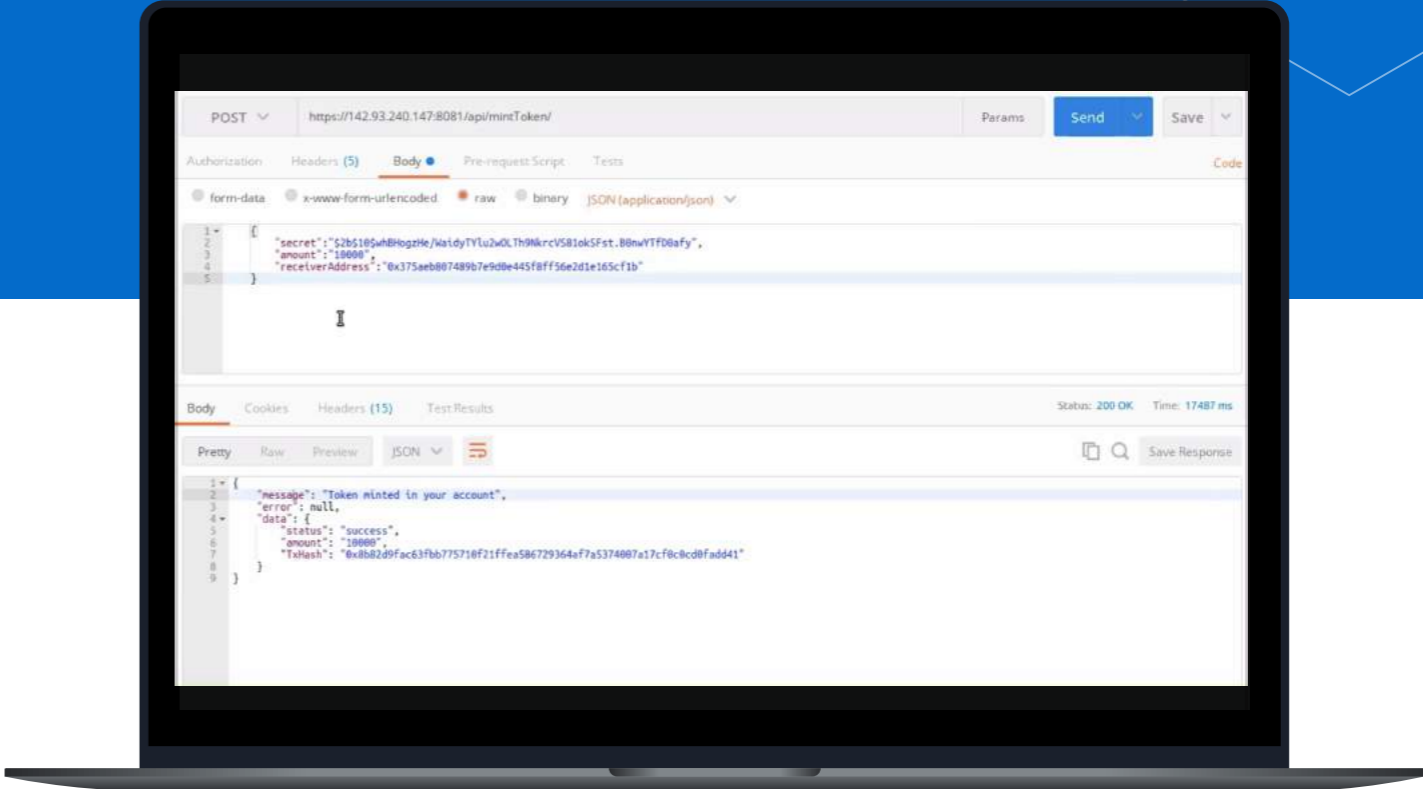 POST
https://142.93.240.147:8081/api/mintToken/
Params
Send
Save
Authorization
Headers (5)
Body
Pre-request Script
Tests
Code
form-data
x-www-form-urlencoded
raw
binary
JSON (application/json)
1
{
2
"amount":"10000",
3
4
5
}
Body
Cookies
Headers (15)
Test Results
Status: 200 OK
Time: 17487 ms
Pretty
Raw
Preview
JSON
Save Response
1
{
2
"message": "Token minted in your account",
3
"error": null,
4
"data": {
5
"status": "success",
6
"amount": "10000",
7
"TxHash":
8
}
9
}